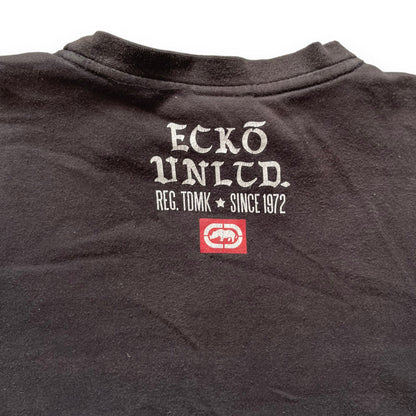 ECKŌ
UNLTD.
REG. TDMK ★ SINCE 1972